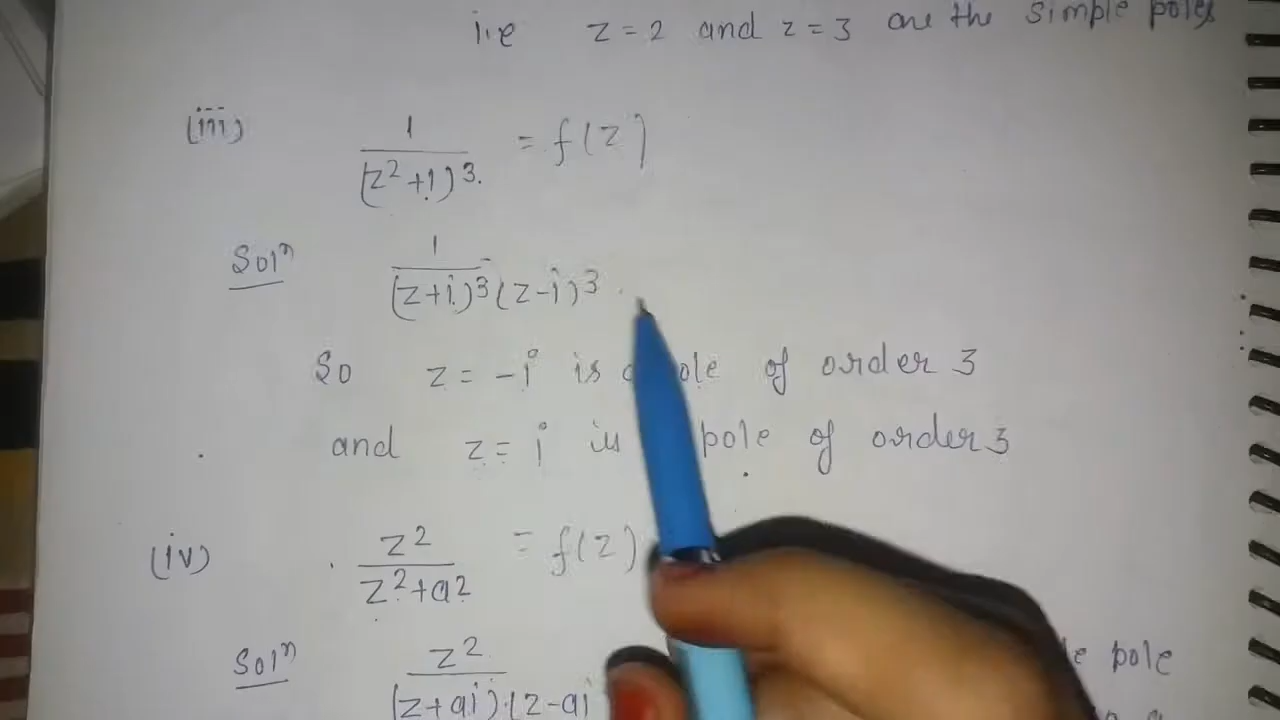 i.e z = 2 and z = 3 are the simple poles
(iii) 1/(z²+1)³ = f(z)
Solⁿ 1/(z+i)³(z-i)³
So z = -i is pole of order 3
and z = i is pole of order 3
(iv) z²/z²+a² = f(z)
Solⁿ z²/(z+ai).(z-ai
pole